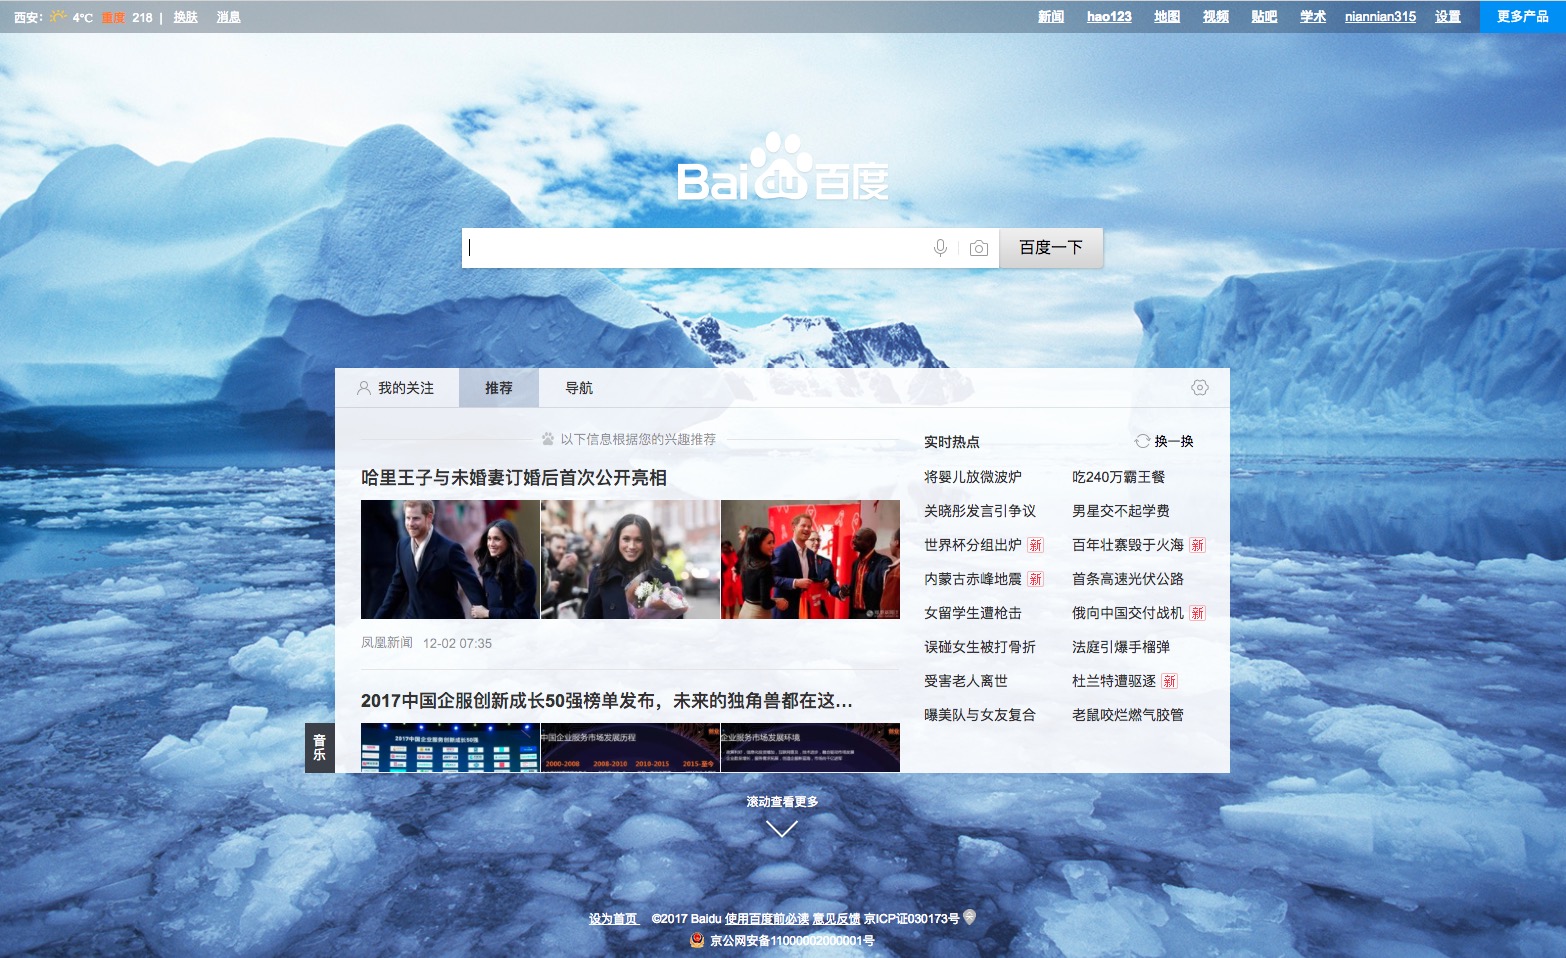 西安： 4℃ 重度 218 | 换肤 消息
新闻 hao123 地图 视频 贴吧 学术 niannian315 设置 更多产品
Bai du 百度
百度一下
我的关注 推荐 导航
以下信息根据您的兴趣推荐
哈里王子与未婚妻订婚后首次公开亮相
凤凰新闻 12-02 07:35
2017中国企服创新成长50强榜单发布，未来的独角兽都在这...
2017中国企业服务创新成长50强
中国企业服务市场发展历程
2000-2008 2008-2010 2010-2015 2015-至今
企业服务市场发展环境
实时热点 换一换
将婴儿放微波炉 吃240万霸王餐
关晓彤发言引争议 男星交不起学费
世界杯分组出炉 新 百年壮寨毁于火海 新
内蒙古赤峰地震 新 首条高速光伏公路
女留学生遭枪击 俄向中国交付战机 新
误碰女生被打骨折 法庭引爆手榴弹
受害老人离世 杜兰特遭驱逐 新
曝美队与女友复合 老鼠咬烂燃气胶管
音乐
滚动查看更多
设为首页 ©2017 Baidu 使用百度前必读 意见反馈 京ICP证030173号
京公网安备11000002000001号